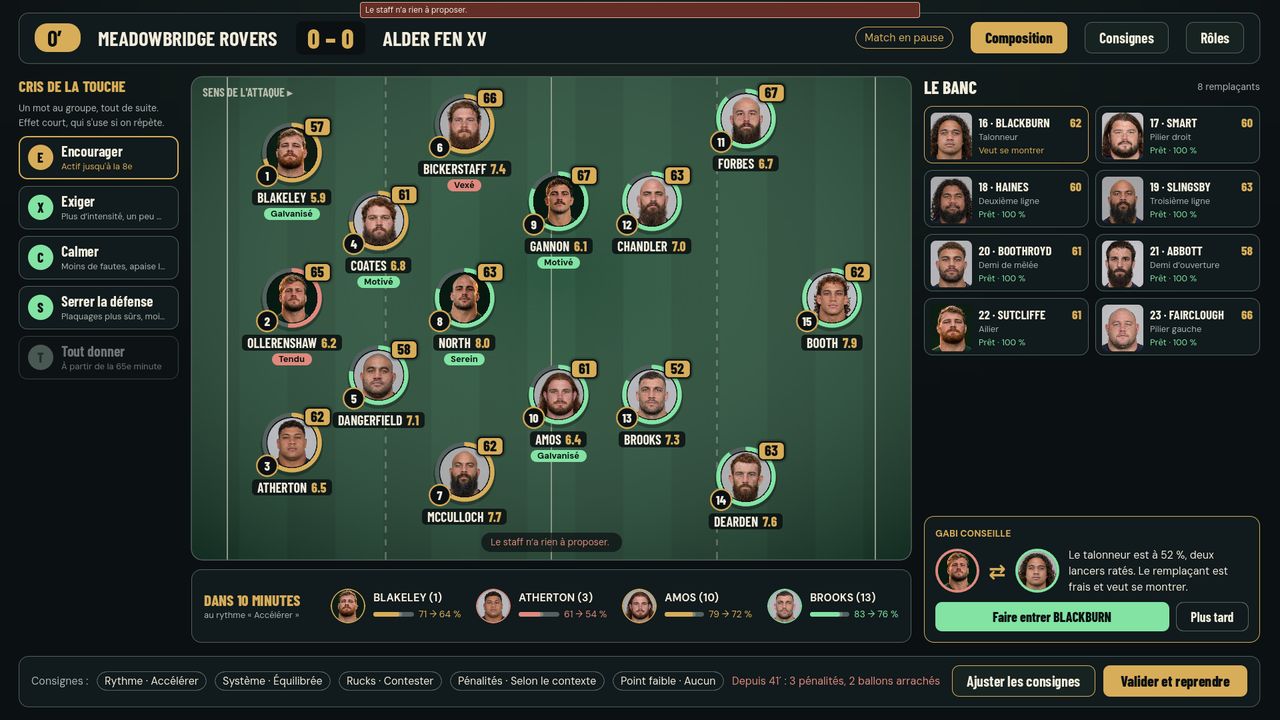 Le staff n'a rien à proposer.
0'
MEADOWBRIDGE ROVERS
0 – 0
ALDER FEN XV
Match en pause
Composition
Consignes
Rôles
CRIS DE LA TOUCHE
Un mot au groupe, tout de suite.
Effet court, qui s'use si on répète.
E
Encourager
Actif jusqu'à la 8e
X
Exiger
Plus d'intensité, un peu ...
C
Calmer
Moins de fautes, apaise l...
S
Serrer la défense
Plaquages plus sûrs, moi...
T
Tout donner
À partir de la 65e minute
SENS DE L'ATTAQUE ▸
57
1
BLAKELEY 5.9
Galvanisé
66
6
BICKERSTAFF 7.4
Vexé
67
11
FORBES 6.7
61
4
COATES 6.8
Motivé
67
9
GANNON 6.1
Motivé
63
12
CHANDLER 7.0
65
2
OLLERENSHAW 6.2
Tendu
63
8
NORTH 8.0
Serein
62
15
BOOTH 7.9
58
5
DANGERFIELD 7.1
61
10
AMOS 6.4
Galvanisé
52
13
BROOKS 7.3
62
3
ATHERTON 6.5
62
7
MCCULLOCH 7.7
63
14
DEARDEN 7.6
Le staff n'a rien à proposer.
LE BANC
8 remplaçants
16 · BLACKBURN 62
Talonneur
Veut se montrer
17 · SMART 60
Pilier droit
Prêt · 100 %
18 · HAINES 60
Deuxième ligne
Prêt · 100 %
19 · SLINGSBY 63
Troisième ligne
Prêt · 100 %
20 · BOOTHROYD 61
Demi de mêlée
Prêt · 100 %
21 · ABBOTT 58
Demi d'ouverture
Prêt · 100 %
22 · SUTCLIFFE 61
Ailier
Prêt · 100 %
23 · FAIRCLOUGH 66
Pilier gauche
Prêt · 100 %
GABI CONSEILLE
Le talonneur est à 52 %, deux
lancers ratés. Le remplaçant est
frais et veut se montrer.
Faire entrer BLACKBURN
Plus tard
DANS 10 MINUTES
au rythme « Accélérer »
BLAKELEY (1)
71 → 64 %
ATHERTON (3)
61 → 54 %
AMOS (10)
79 → 72 %
BROOKS (13)
83 → 76 %
Consignes :
Rythme · Accélérer
Système · Équilibrée
Rucks · Contester
Pénalités · Selon le contexte
Point faible · Aucun
Depuis 41' : 3 pénalités, 2 ballons arrachés
Ajuster les consignes
Valider et reprendre